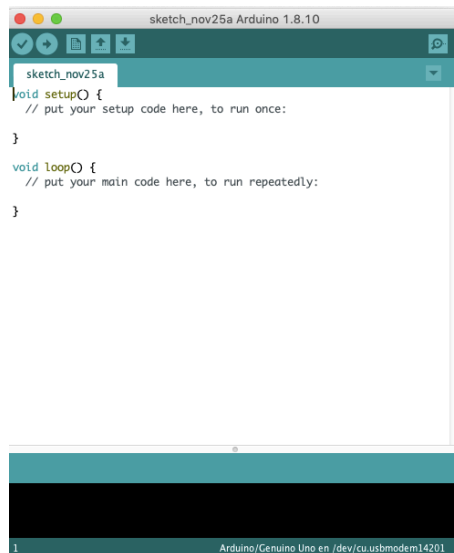 sketch_nov25a Arduino 1.8.10
sketch_nov25a
void setup() {
// put your setup code here, to run once:
}
void loop() {
// put your main code here, to run repeatedly:
}
1 Arduino/Genuino Uno en /dev/cu.usbmodem14201